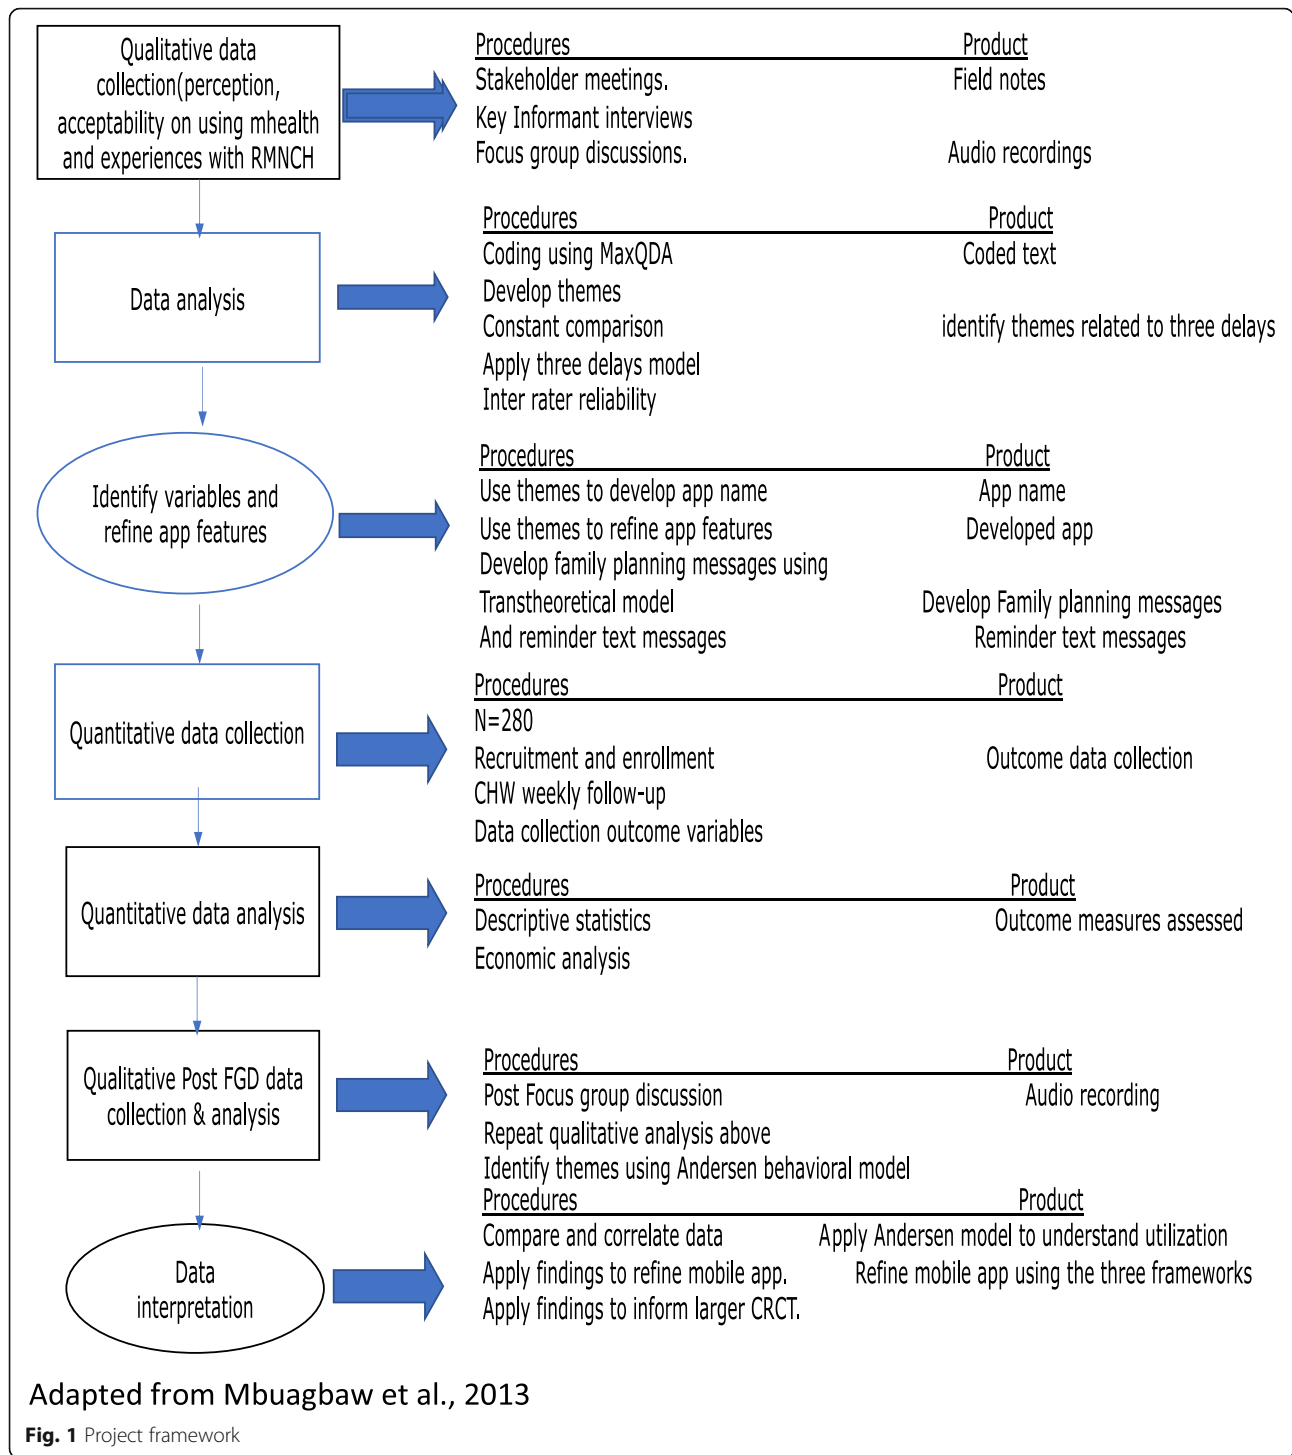 Qualitative data
collection(perception,
acceptability on using mhealth
and experiences with RMNCH
Procedures Product
Stakeholder meetings. Field notes
Key Informant interviews
Focus group discussions. Audio recordings
Data analysis
Procedures Product
Coding using MaxQDA Coded text
Develop themes
Constant comparison identify themes related to three delays
Apply three delays model
Inter rater reliability
Identify variables and
refine app features
Procedures Product
Use themes to develop app name App name
Use themes to refine app features Developed app
Develop family planning messages using
Transtheoretical model Develop Family planning messages
And reminder text messages Reminder text messages
Quantitative data collection
Procedures Product
N=280
Recruitment and enrollment Outcome data collection
CHW weekly follow-up
Data collection outcome variables
Quantitative data analysis
Procedures Product
Descriptive statistics Outcome measures assessed
Economic analysis
Qualitative Post FGD data
collection & analysis
Procedures Product
Post Focus group discussion Audio recording
Repeat qualitative analysis above
Identify themes using Andersen behavioral model
Data
interpretation
Procedures Product
Compare and correlate data Apply Andersen model to understand utilization
Apply findings to refine mobile app. Refine mobile app using the three frameworks
Apply findings to inform larger CRCT.
Adapted from Mbuagbaw et al., 2013
Fig. 1 Project framework